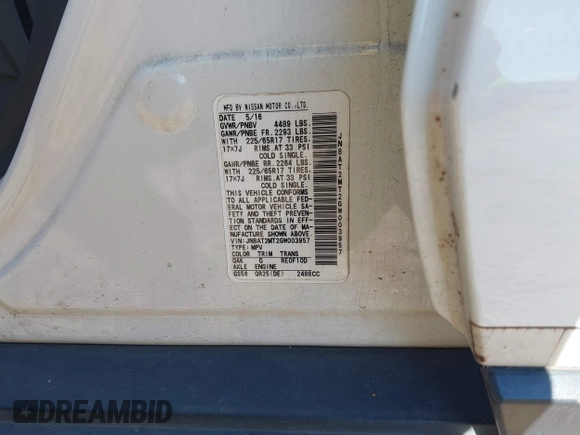 MFG BY NISSAN MOTOR CO.,LTD.
DATE 5/16
GVWR/PNBV 4489 LBS.
GAWR/PNBE FR. 2293 LBS.
WITH 225/65R17 TIRES.
17X7J RIMS.AT 33 PSI
COLD SINGLE.
GAWR/PNBE RR. 2264 LBS.
WITH 225/65R17 TIRES.
17X7J RIMS.AT 33 PSI
COLD SINGLE.
THIS VEHICLE CONFORMS
TO ALL APPLICABLE FED-
ERAL MOTOR VEHICLE SA-
FETY AND THEFT PREVEN-
TION STANDARDS IN EFF-
ECT ON THE DATE OF MA-
NUFACTURE SHOWN ABOVE.
VIN:JN8AT2MT2GW003957
TYPE: MPV
COLOR TRIM TRANS
QAK G RE0F10D
AXLE ENGINE
GS58 QR25(DE) 2488CC
JN8AT2MT2GW003957
DREAMBID